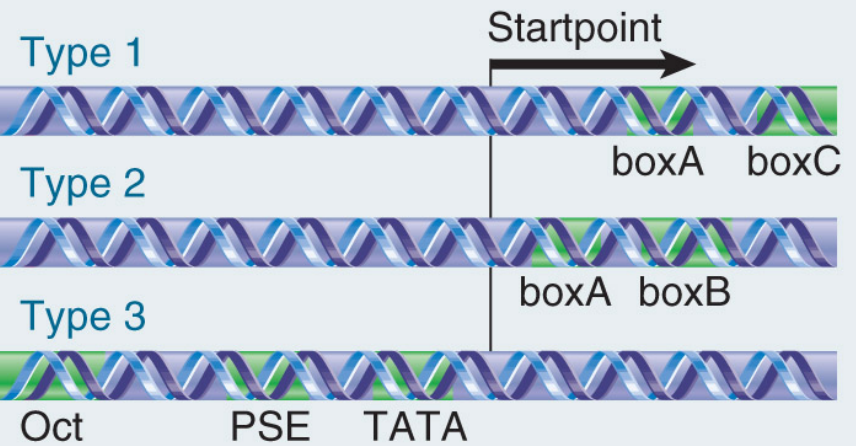 Startpoint
Type 1
boxA boxC
Type 2
boxA boxB
Type 3
Oct PSE TATA